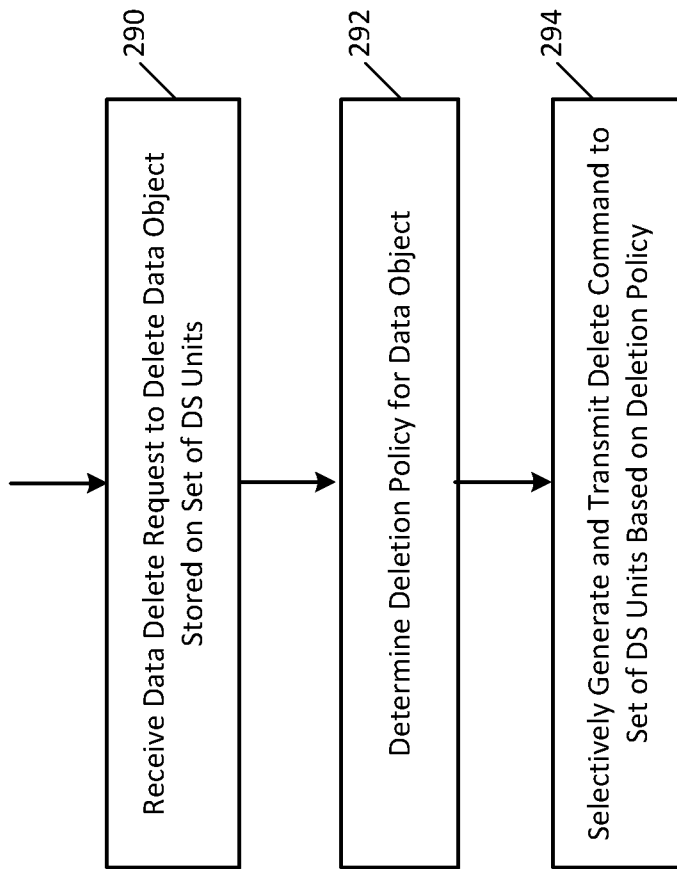 290
Receive Data Delete Request to Delete Data Object
Stored on Set of DS Units
292
Determine Deletion Policy for Data Object
294
Selectively Generate and Transmit Delete Command to
Set of DS Units Based on Deletion Policy